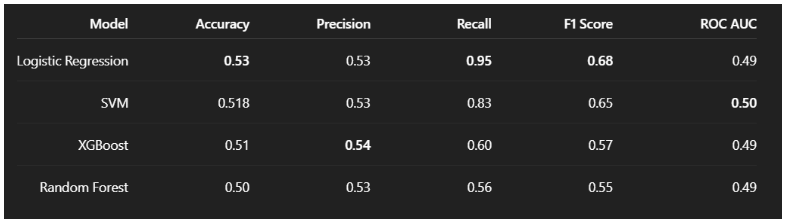 Model Accuracy Precision Recall F1 Score ROC AUC
Logistic Regression 0.53 0.53 0.95 0.68 0.49
SVM 0.518 0.53 0.83 0.65 0.50
XGBoost 0.51 0.54 0.60 0.57 0.49
Random Forest 0.50 0.53 0.56 0.55 0.49